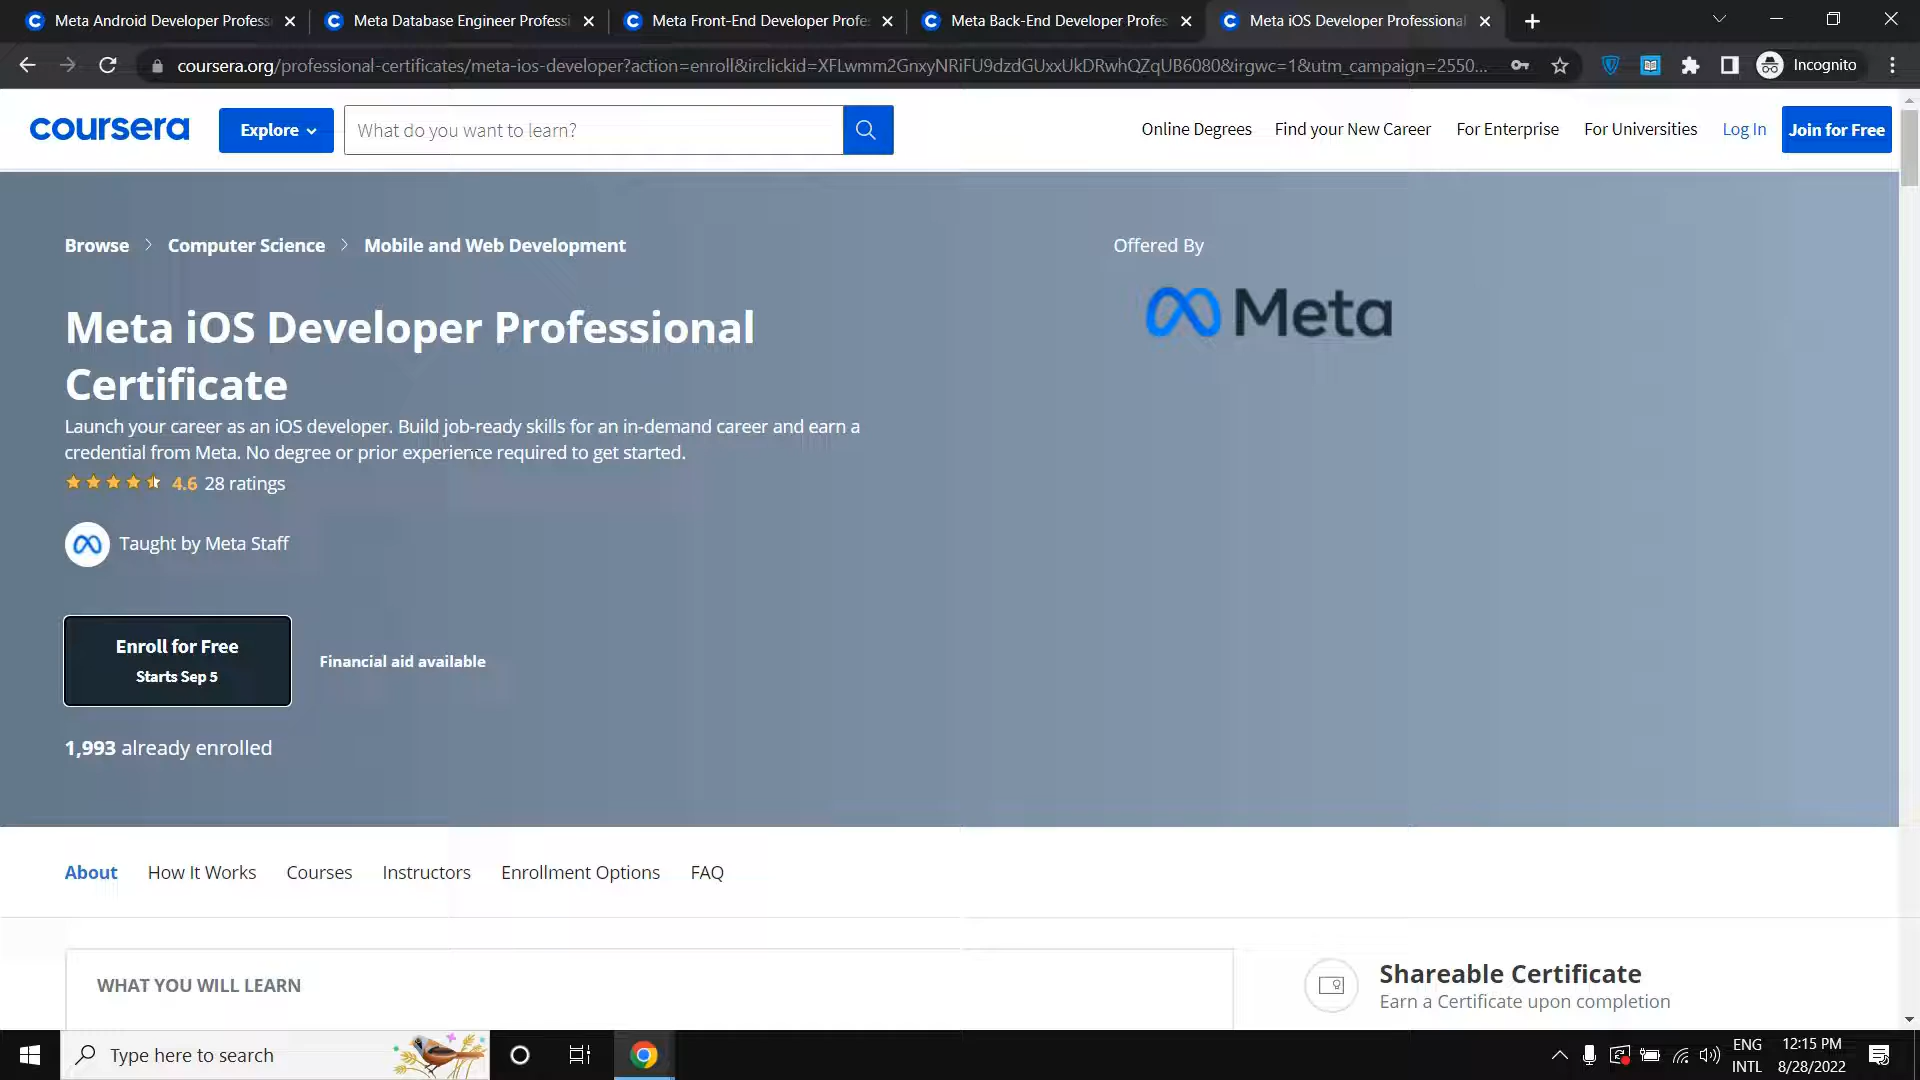 Meta Android Developer Profess
Meta Database Engineer Professi
Meta Front-End Developer Profe
Meta Back-End Developer Profes
Meta iOS Developer Professional
coursera.org/professional-certificates/meta-ios-developer?action=enroll&irclickid=XFLwmm2GnxyNRiFU9dzdGUxxUkDRwhQZqUB6080&irgwc=1&utm_campaign=2550...
Incognito
coursera
Explore
What do you want to learn?
Online Degrees
Find your New Career
For Enterprise
For Universities
Log In
Join for Free
Browse > Computer Science > Mobile and Web Development
Offered By
Meta
Meta iOS Developer Professional
Certificate
Launch your career as an iOS developer. Build job-ready skills for an in-demand career and earn a
credential from Meta. No degree or prior experience required to get started.
4.6 28 ratings
Taught by Meta Staff
Enroll for Free
Starts Sep 5
Financial aid available
1,993 already enrolled
About
How It Works
Courses
Instructors
Enrollment Options
FAQ
WHAT YOU WILL LEARN
Shareable Certificate
Earn a Certificate upon completion
Type here to search
ENG
INTL
12:15 PM
8/28/2022